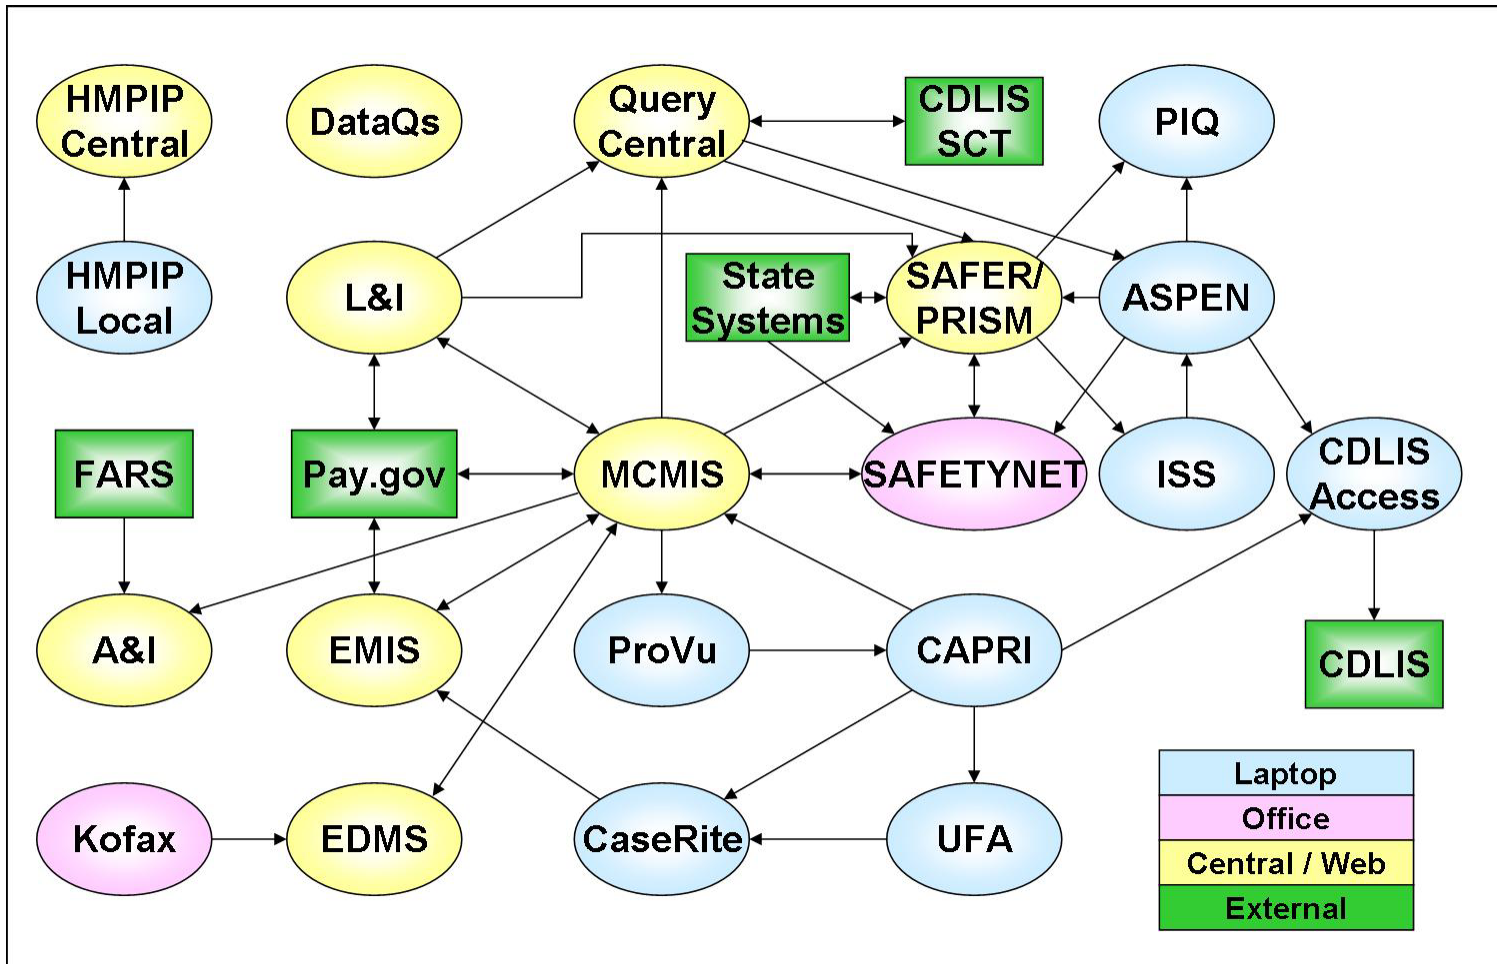 HMPIP
Central
DataQs
Query
Central
CDLIS
SCT
PIQ
HMPIP
Local
L&I
State
Systems
SAFER/
PRISM
ASPEN
FARS
Pay.gov
MCMIS
SAFETYNET
ISS
CDLIS
Access
A&I
EMIS
ProVu
CAPRI
CDLIS
Kofax
EDMS
CaseRite
UFA
Laptop
Office
Central / Web
External